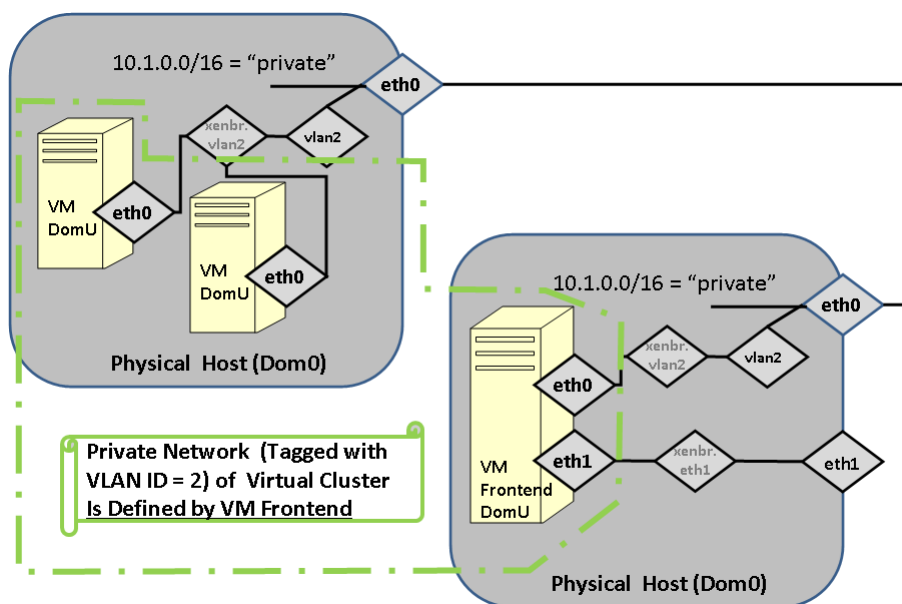 10.1.0.0/16 = "private"
eth0
xenbr.
vlan2
vlan2
VM
DomU
eth0
VM
DomU
eth0
Physical Host (Dom0)
10.1.0.0/16 = "private"
eth0
xenbr.
vlan2
vlan2
eth0
VM
Frontend
DomU
eth1
xenbr.
eth1
eth1
Physical Host (Dom0)
Private Network (Tagged with
VLAN ID = 2) of Virtual Cluster
Is Defined by VM Frontend